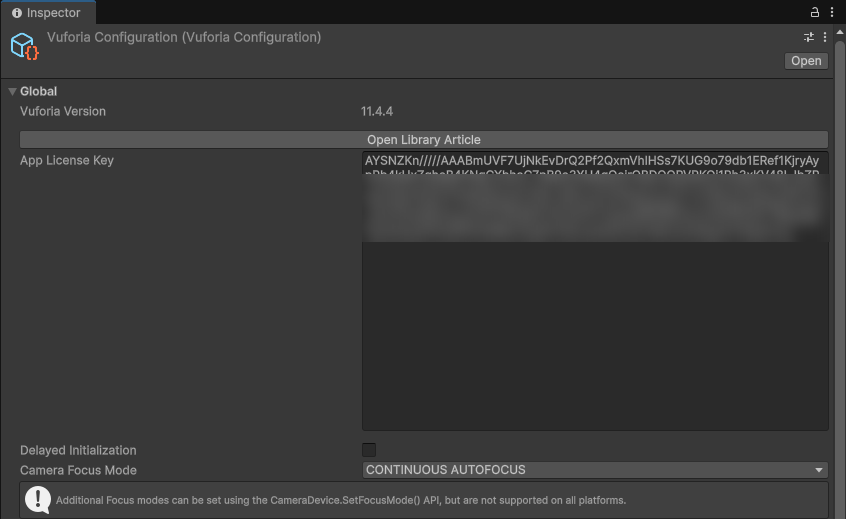 Inspector
Vuforia Configuration (Vuforia Configuration)
Open
Global
Vuforia Version 11.4.4
Open Library Article
App License Key AYSNZKn/////AAABmUVF7UjNkEvDrQ2Pf2QxmVhIHSs7KUG9o79db1ERef1KjryAy
Delayed Initialization
Camera Focus Mode CONTINUOUS AUTOFOCUS
Additional Focus modes can be set using the CameraDevice.SetFocusMode() API, but are not supported on all platforms.